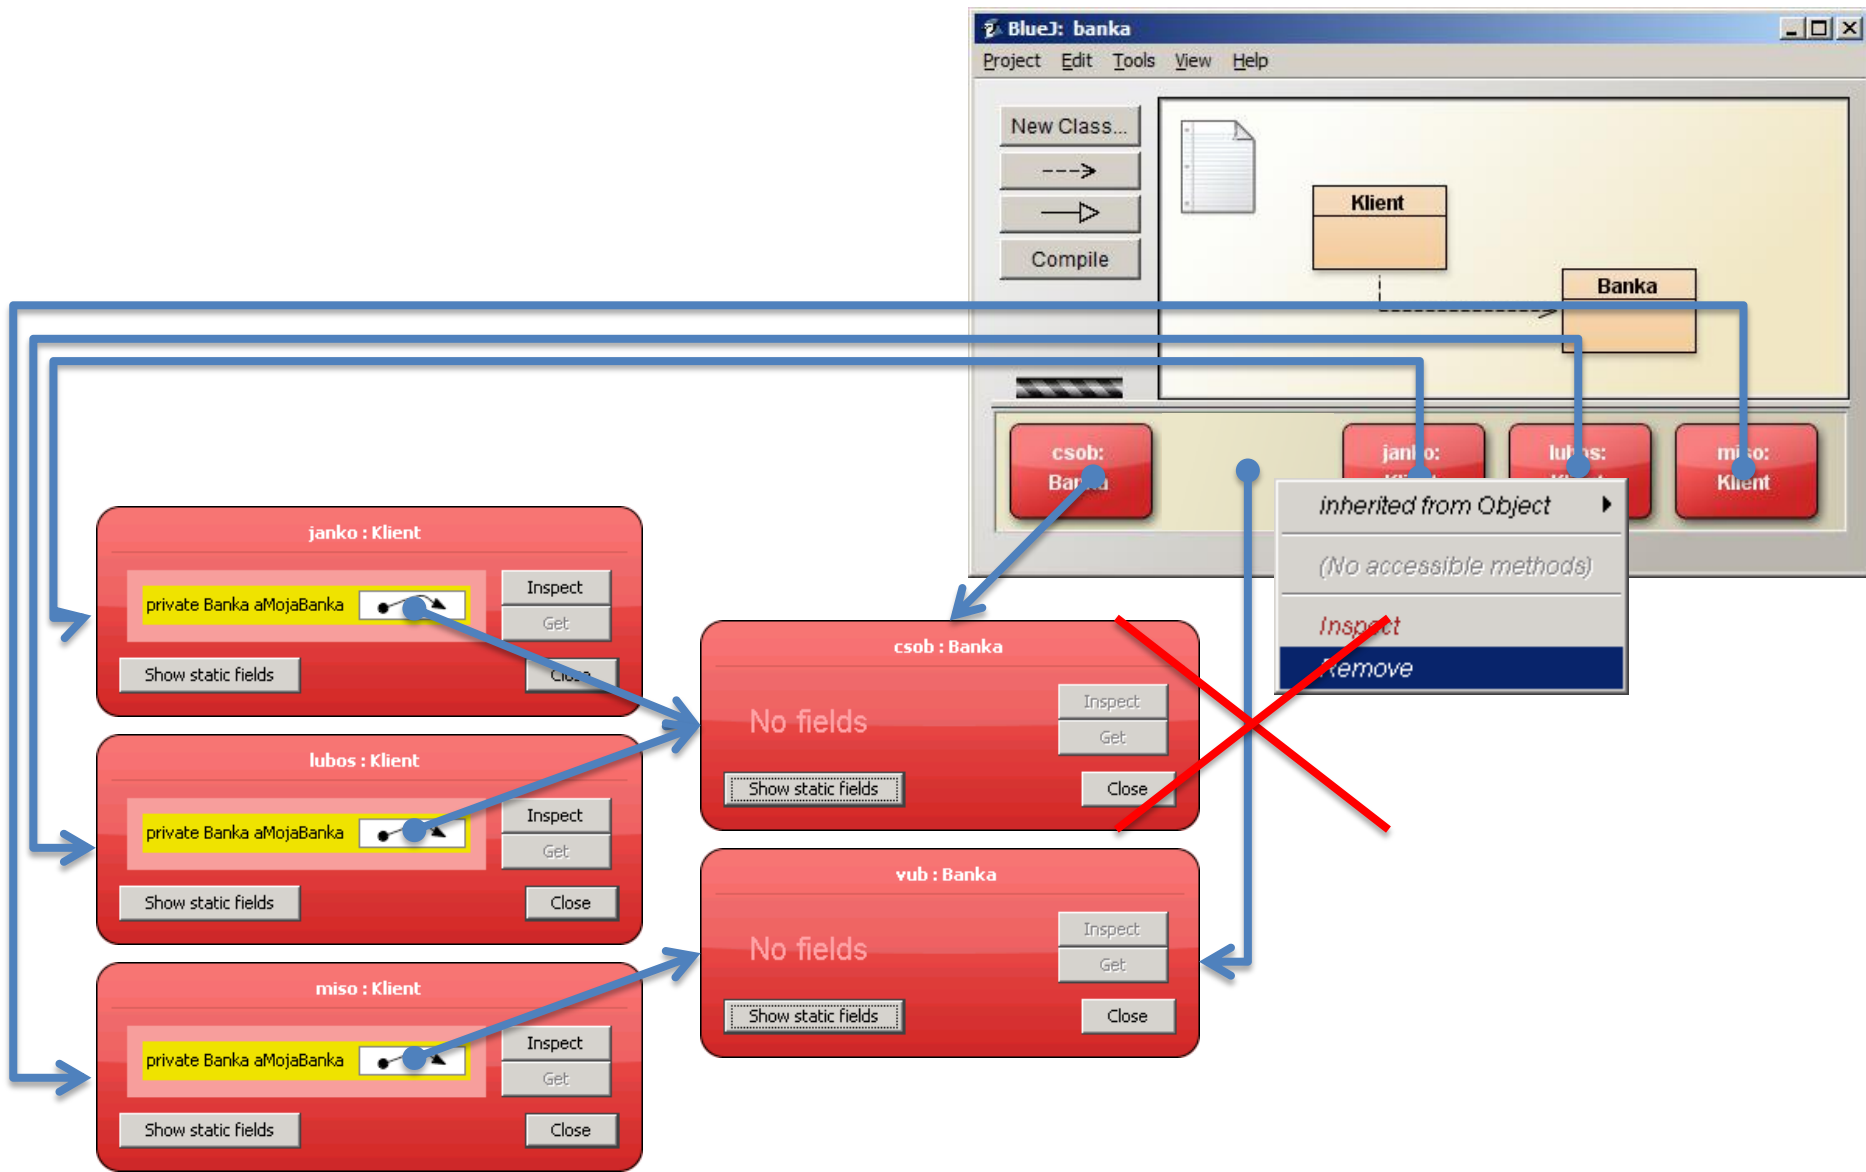 BlueJ: banka
Project Edit Tools View Help
New Class...
Compile
Klient
Banka
csob:
Banka
janko:
Klient
lubos:
miso:
Klient
inherited from Object
(No accessible methods)
Inspect
Remove
janko : Klient
private Banka aMojaBanka
Inspect
Get
Show static fields
Close
lubos : Klient
private Banka aMojaBanka
Inspect
Get
Show static fields
Close
miso : Klient
private Banka aMojaBanka
Inspect
Get
Show static fields
Close
csob : Banka
No fields
Inspect
Get
Show static fields
Close
vub : Banka
No fields
Inspect
Get
Show static fields
Close